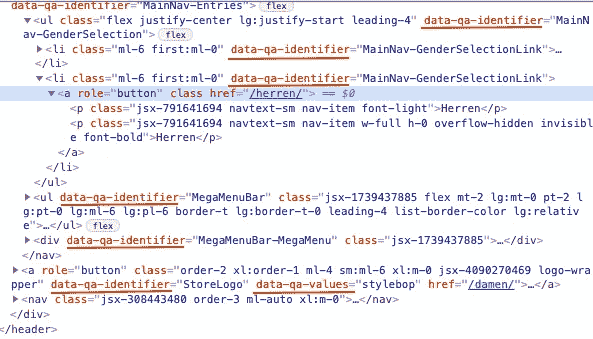 data-qa-identifier="MainNav-Entries"> flex
▼<ul class="flex justify-center lg:justify-start leading-4" data-qa-identifier="MainN
av-GenderSelection"> flex
▶<li class="ml-6 first:ml-0" data-qa-identifier="MainNav-GenderSelectionLink">…
</li>
▼<li class="ml-6 first:ml-0" data-qa-identifier="MainNav-GenderSelectionLink">
▼<a role="button" class href="/herren/"> == $0
<p class="jsx-791641694 navtext-sm nav-item font-light">Herren</p>
<p class="jsx-791641694 navtext-sm nav-item w-full h-0 overflow-hidden invisibl
e font-bold">Herren</p>
</a>
</li>
</ul>
▶<ul data-qa-identifier="MegaMenuBar" class="jsx-1739437885 flex mt-2 lg:mt-0 pt-2 l
g:pt-0 lg:ml-6 lg:pl-6 border-t lg:border-t-0 leading-4 list-border-color lg:relativ
e">…</ul> flex
▶<div data-qa-identifier="MegaMenuBar-MegaMenu" class="jsx-1739437885">…</div>
</nav>
▶<a role="button" class="order-2 xl:order-1 ml-4 sm:ml-6 xl:m-0 jsx-4090270469 logo-wra
pper" data-qa-identifier="StoreLogo" data-qa-values="stylebop" href="/damen/">…</a>
▶<nav class="jsx-308443480 order-3 ml-auto xl:m-0">…</nav>
</div>
</header>